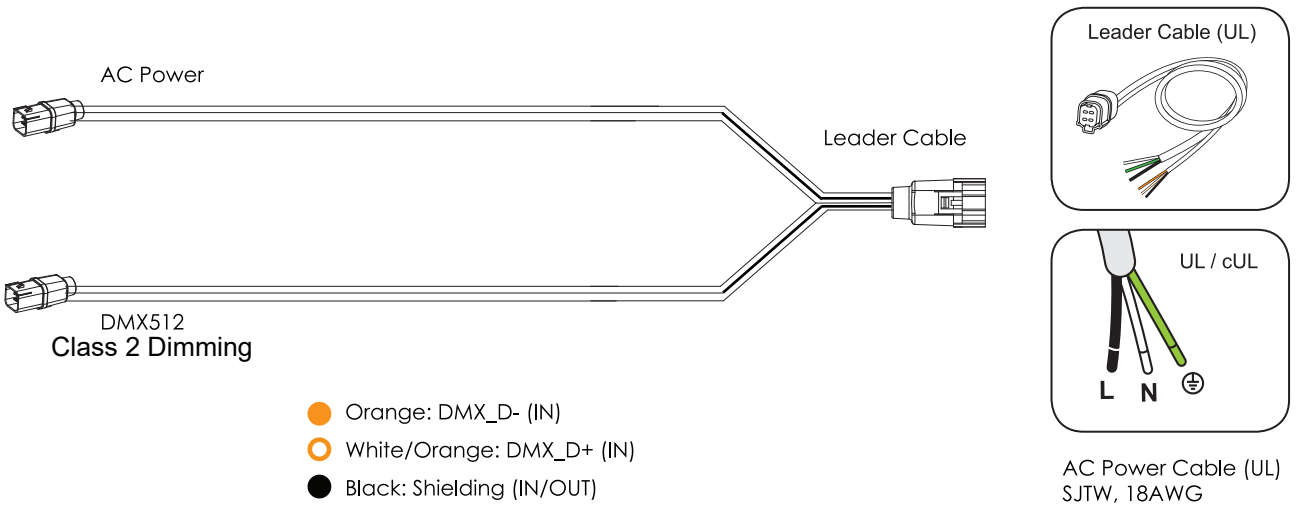 AC Power
Leader Cable
DMX512
Class 2 Dimming
Orange: DMX_D- (IN)
White/Orange: DMX_D+ (IN)
Black: Shielding (IN/OUT)
Leader Cable (UL)
UL / cUL
L N
AC Power Cable (UL)
SJTW, 18AWG